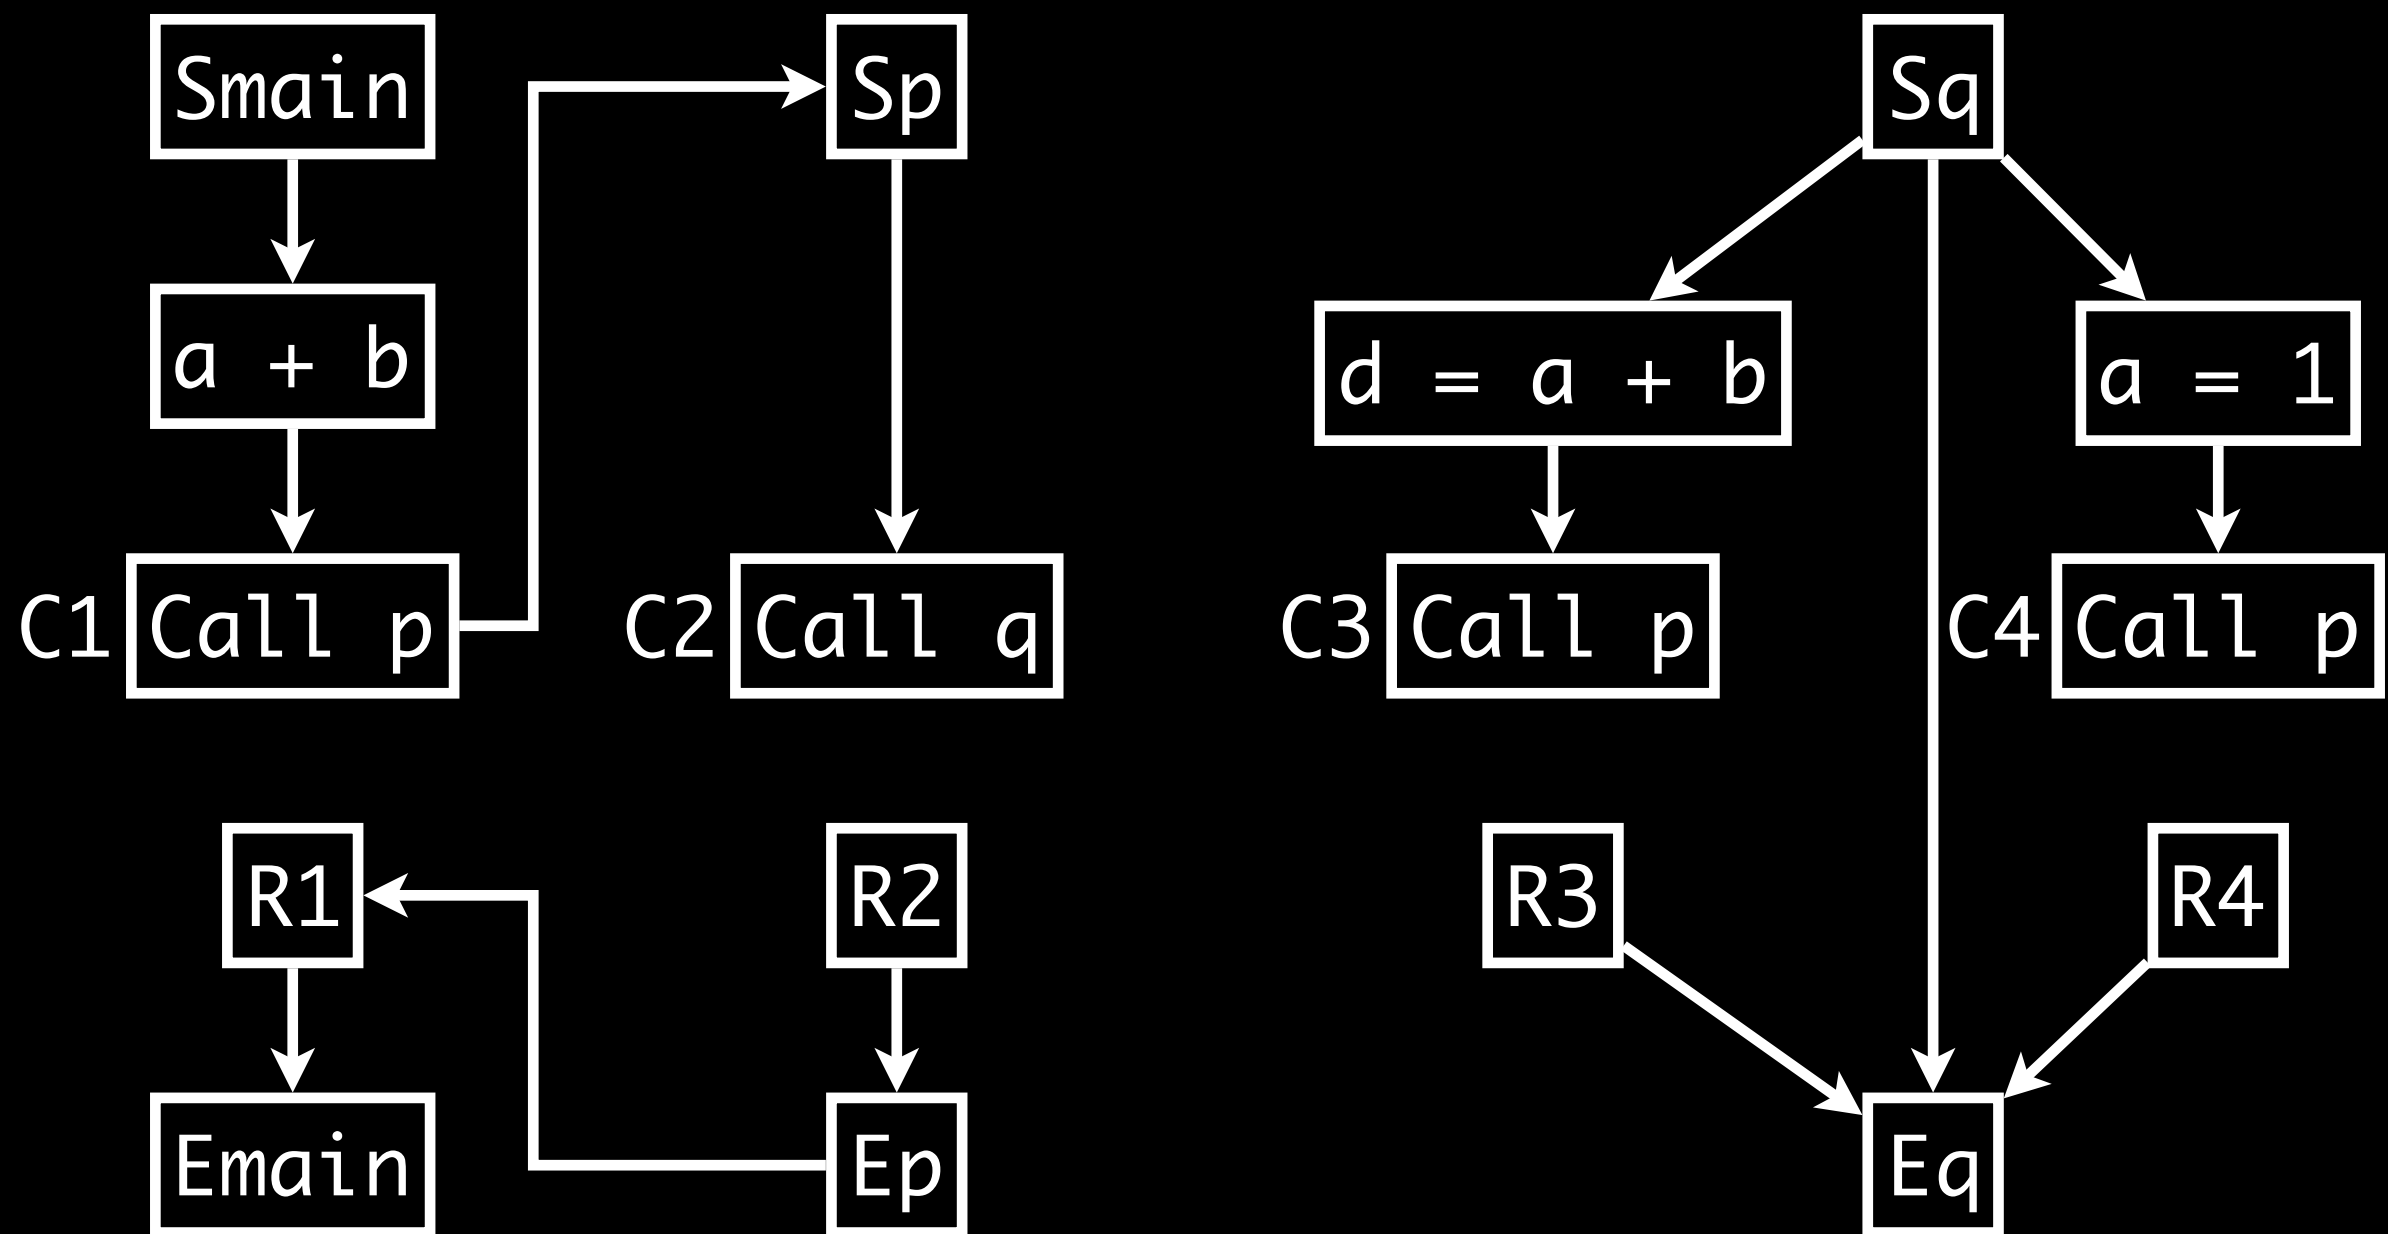 Smain
Sp
Sq
a + b
d = a + b
a = 1
C1 Call p
C2 Call q
C3 Call p
C4 Call p
R1
R2
R3
R4
Emain
Ep
Eq